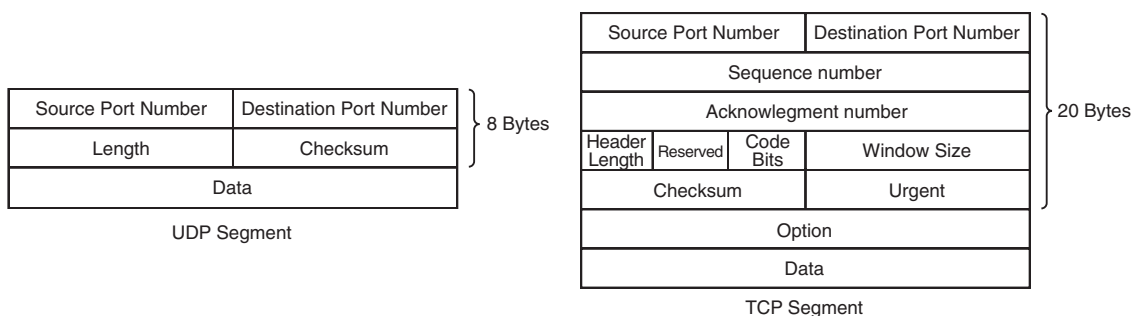 Source Port Number Destination Port Number
Length Checksum
Data
8 Bytes
UDP Segment
Source Port Number Destination Port Number
Sequence number
Acknowlegment number
Header Length Reserved Code Bits Window Size
Checksum Urgent
20 Bytes
Option
Data
TCP Segment